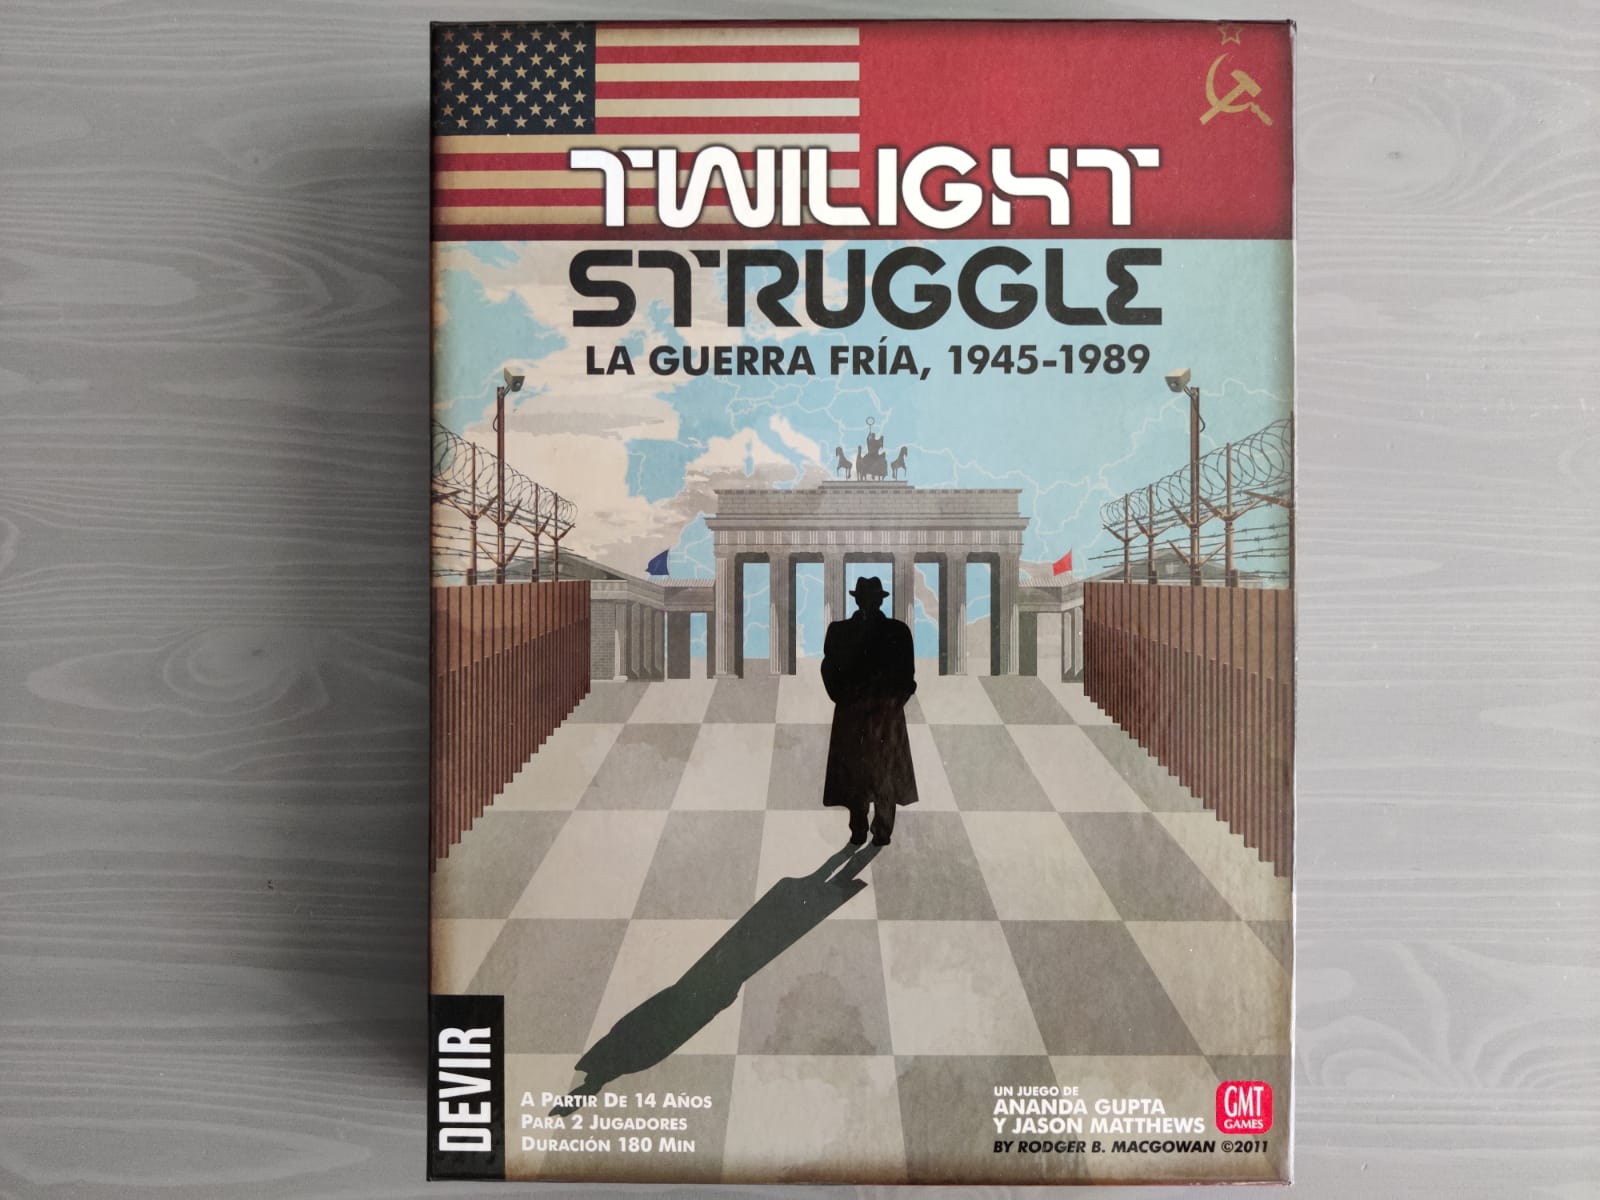 TWILIGHT
STRUGGLE
LA GUERRA FRÍA, 1945-1989
DEVIR
A PARTIR DE 14 AÑOS
PARA 2 JUGADORES
DURACIÓN 180 MIN
UN JUEGO DE
ANANDA GUPTA
Y JASON MATTHEWS
BY RODGER B. MACGOWAN ©2011
GMT
GAMES